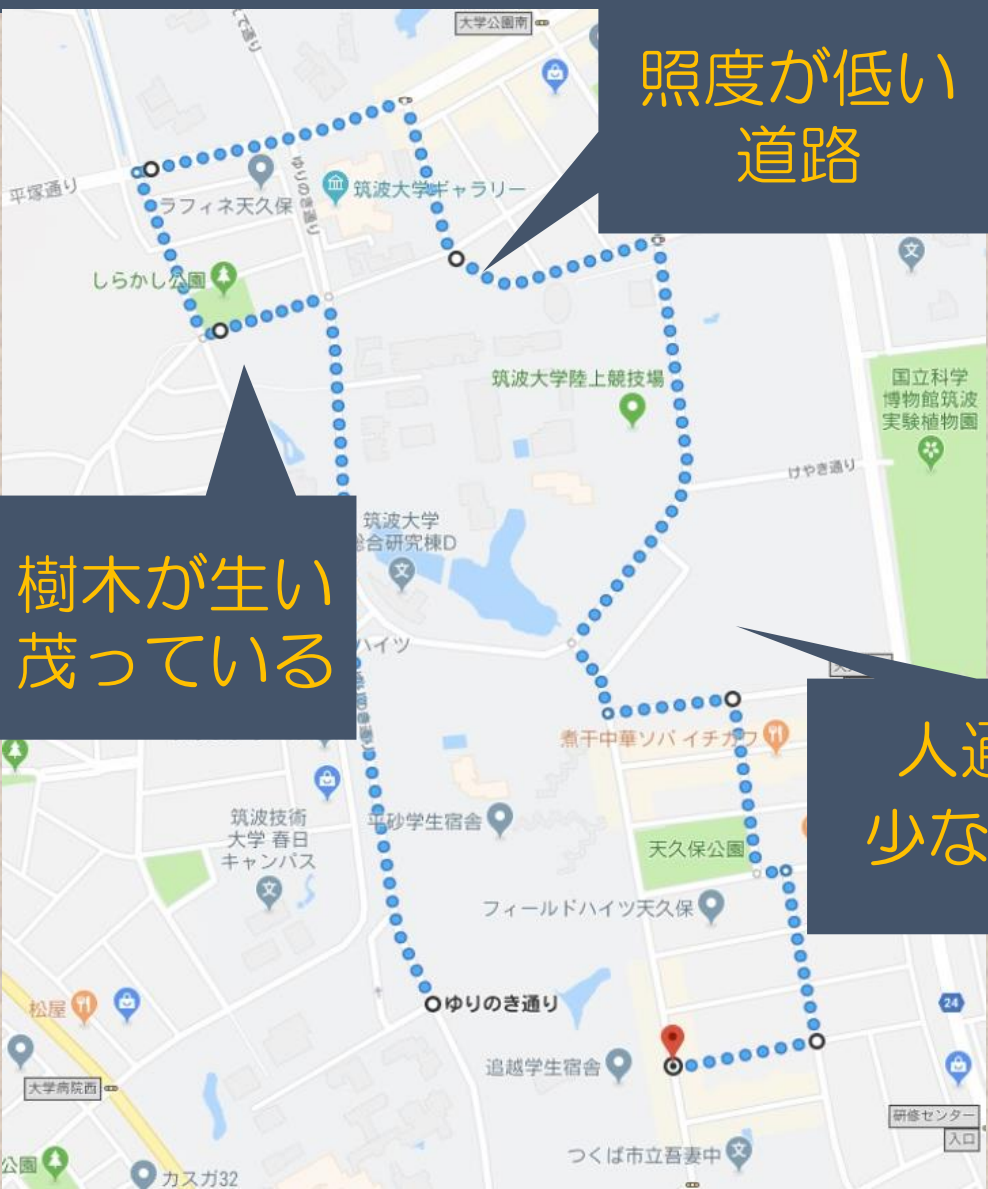 大学公園南
照度が低い
道路
平塚通り
ゆりのき通り
ラフィネ天久保
筑波大学ギャラリー
しらかし公園
筑波大学陸上競技場
国立科学
博物館筑波
実験植物園
けやき通り
樹木が生い
茂っている
筑波大学
総合研究棟D
ハイツ
人通
少な
煮干中華ソバ イチカワ
筑波技術
大学 春日
キャンパス
平砂学生宿舎
天久保公園
フィールドハイツ天久保
松屋
ゆりのき通り
24
追越学生宿舎
大学病院西
研修センター
入口
つくば市立吾妻中
公園
カスガ32